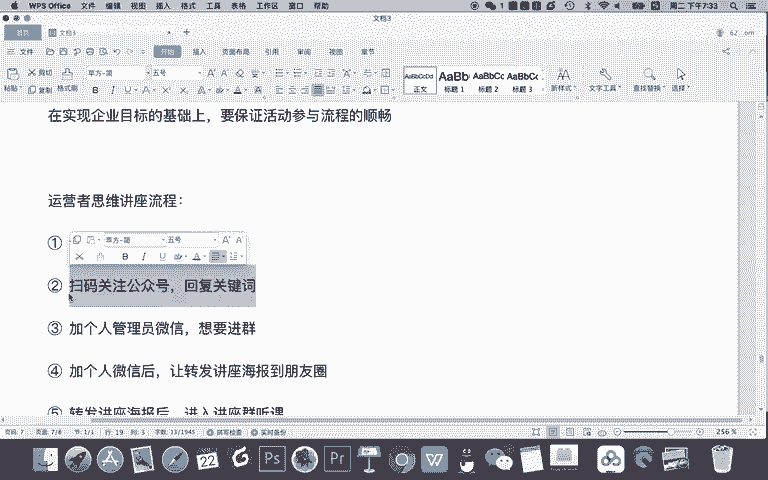 WPS Office 文件 编辑 视图 插入 格式 工具 表格 工作区 窗口 帮助
1 周二 下午7:33
文档3
首页 文档3 +
文件 开始 插入 页面布局 引用 审阅 视图 章节
粘贴 剪切 复制 格式刷 苹方-简 五号
B I U
AaBbCcDd 正文 AaBb 标题 1 AaBbCc 标题 2 AaBbCc 标题 3 新样式 文字工具 查找替换 选择
在实现企业目标的基础上，要保证活动参与流程的顺畅
运营者思维讲座流程：
①
苹方-简 五号
B I U
② 扫码关注公众号，回复关键词
③ 加个人管理员微信，想要进群
④ 加个人微信后，让转发讲座海报到朋友圈
⑤ 转发讲座海报后，进入讲座群听课
页码: 7 页面: 7/8 节: 1/1 行: 19 列: 3 字数: 13/1945 拼写检查 实时备份 256 %
22 Ps Pr W